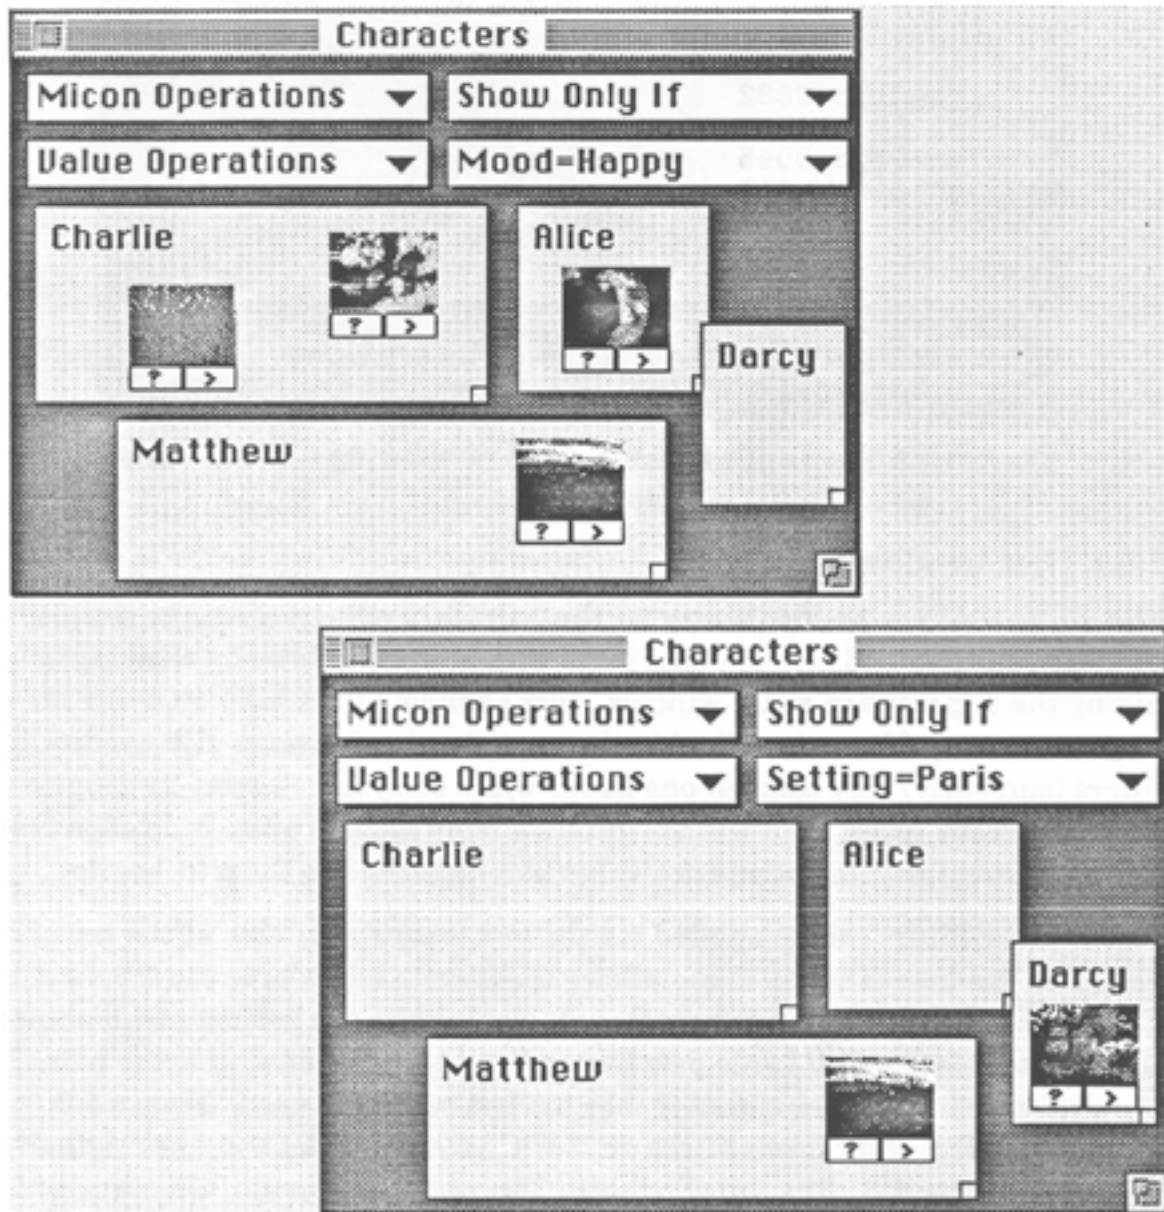 Characters
Micon Operations Show Only If
Value Operations Mood=Happy
Charlie Alice
? >
? >
? >
Darcy
Matthew
? >
Characters
Micon Operations Show Only If
Value Operations Setting=Paris
Charlie Alice
Darcy
? >
Matthew
? >